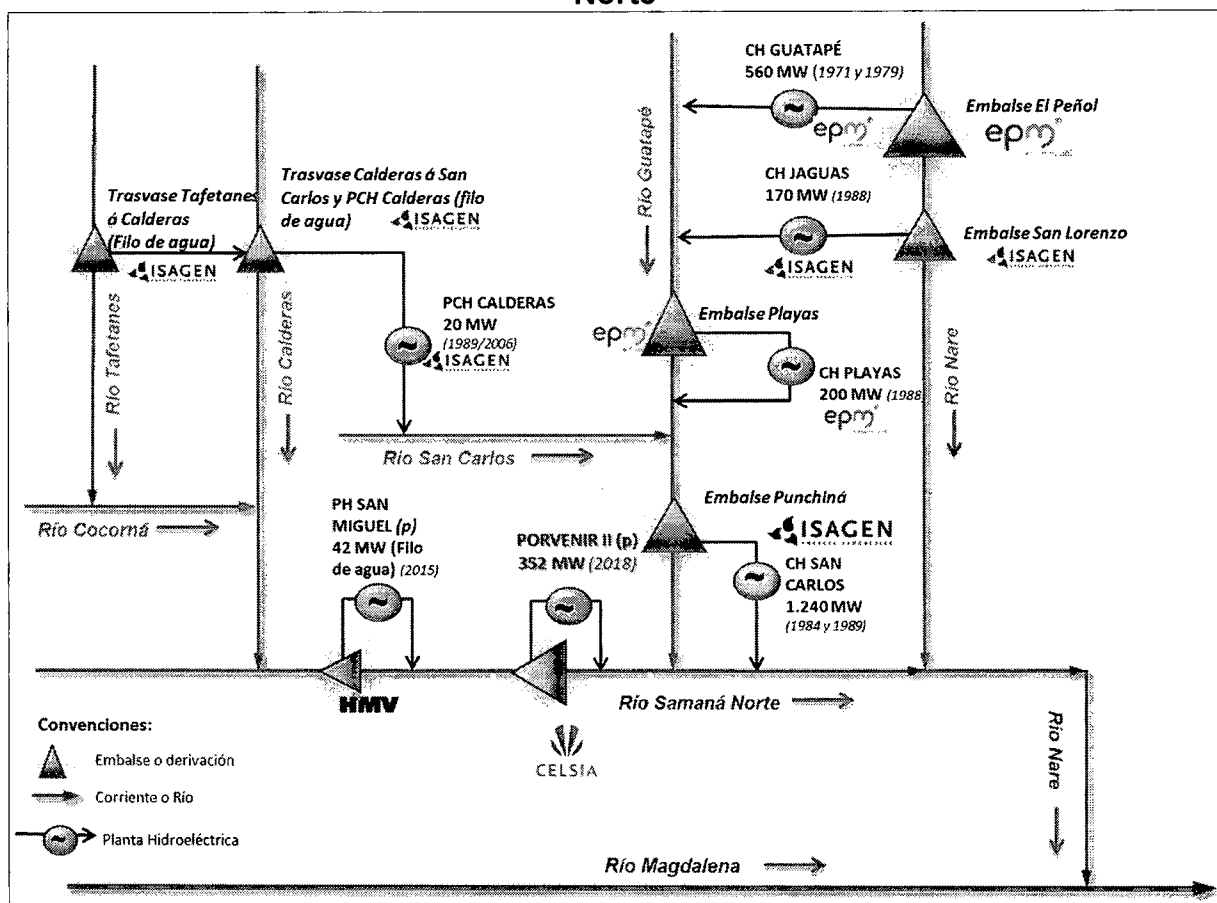 Norte
CH GUATAPÉ
560 MW (1971 y 1979)
epm
Embalse El Peñol
epm
Río Guatapé
CH JAGUAS
170 MW (1988)
ISAGEN
Embalse San Lorenzo
ISAGEN
Trasvase Tafetanes
á Calderas
(Filo de agua)
ISAGEN
Trasvase Calderas á San
Carlos y PCH Calderas (filo
de agua)
ISAGEN
Río Tafetanes
Río Calderas
PCH CALDERAS
20 MW
(1989/2006)
ISAGEN
epm
Embalse Playas
CH PLAYAS
200 MW (1988)
epm
Río Nare
Río San Carlos
Río Cocorná
PH SAN
MIGUEL (p)
42 MW (Filo
de agua) (2015)
HMV
PORVENIR II (p)
352 MW (2018)
CELSIA
Embalse Punchiná
ISAGEN
CH SAN
CARLOS
1.240 MW
(1984 y 1989)
Río Samaná Norte
Río Nare
Convenciones:
Embalse o derivación
Corriente o Río
Planta Hidroeléctrica
Río Magdalena